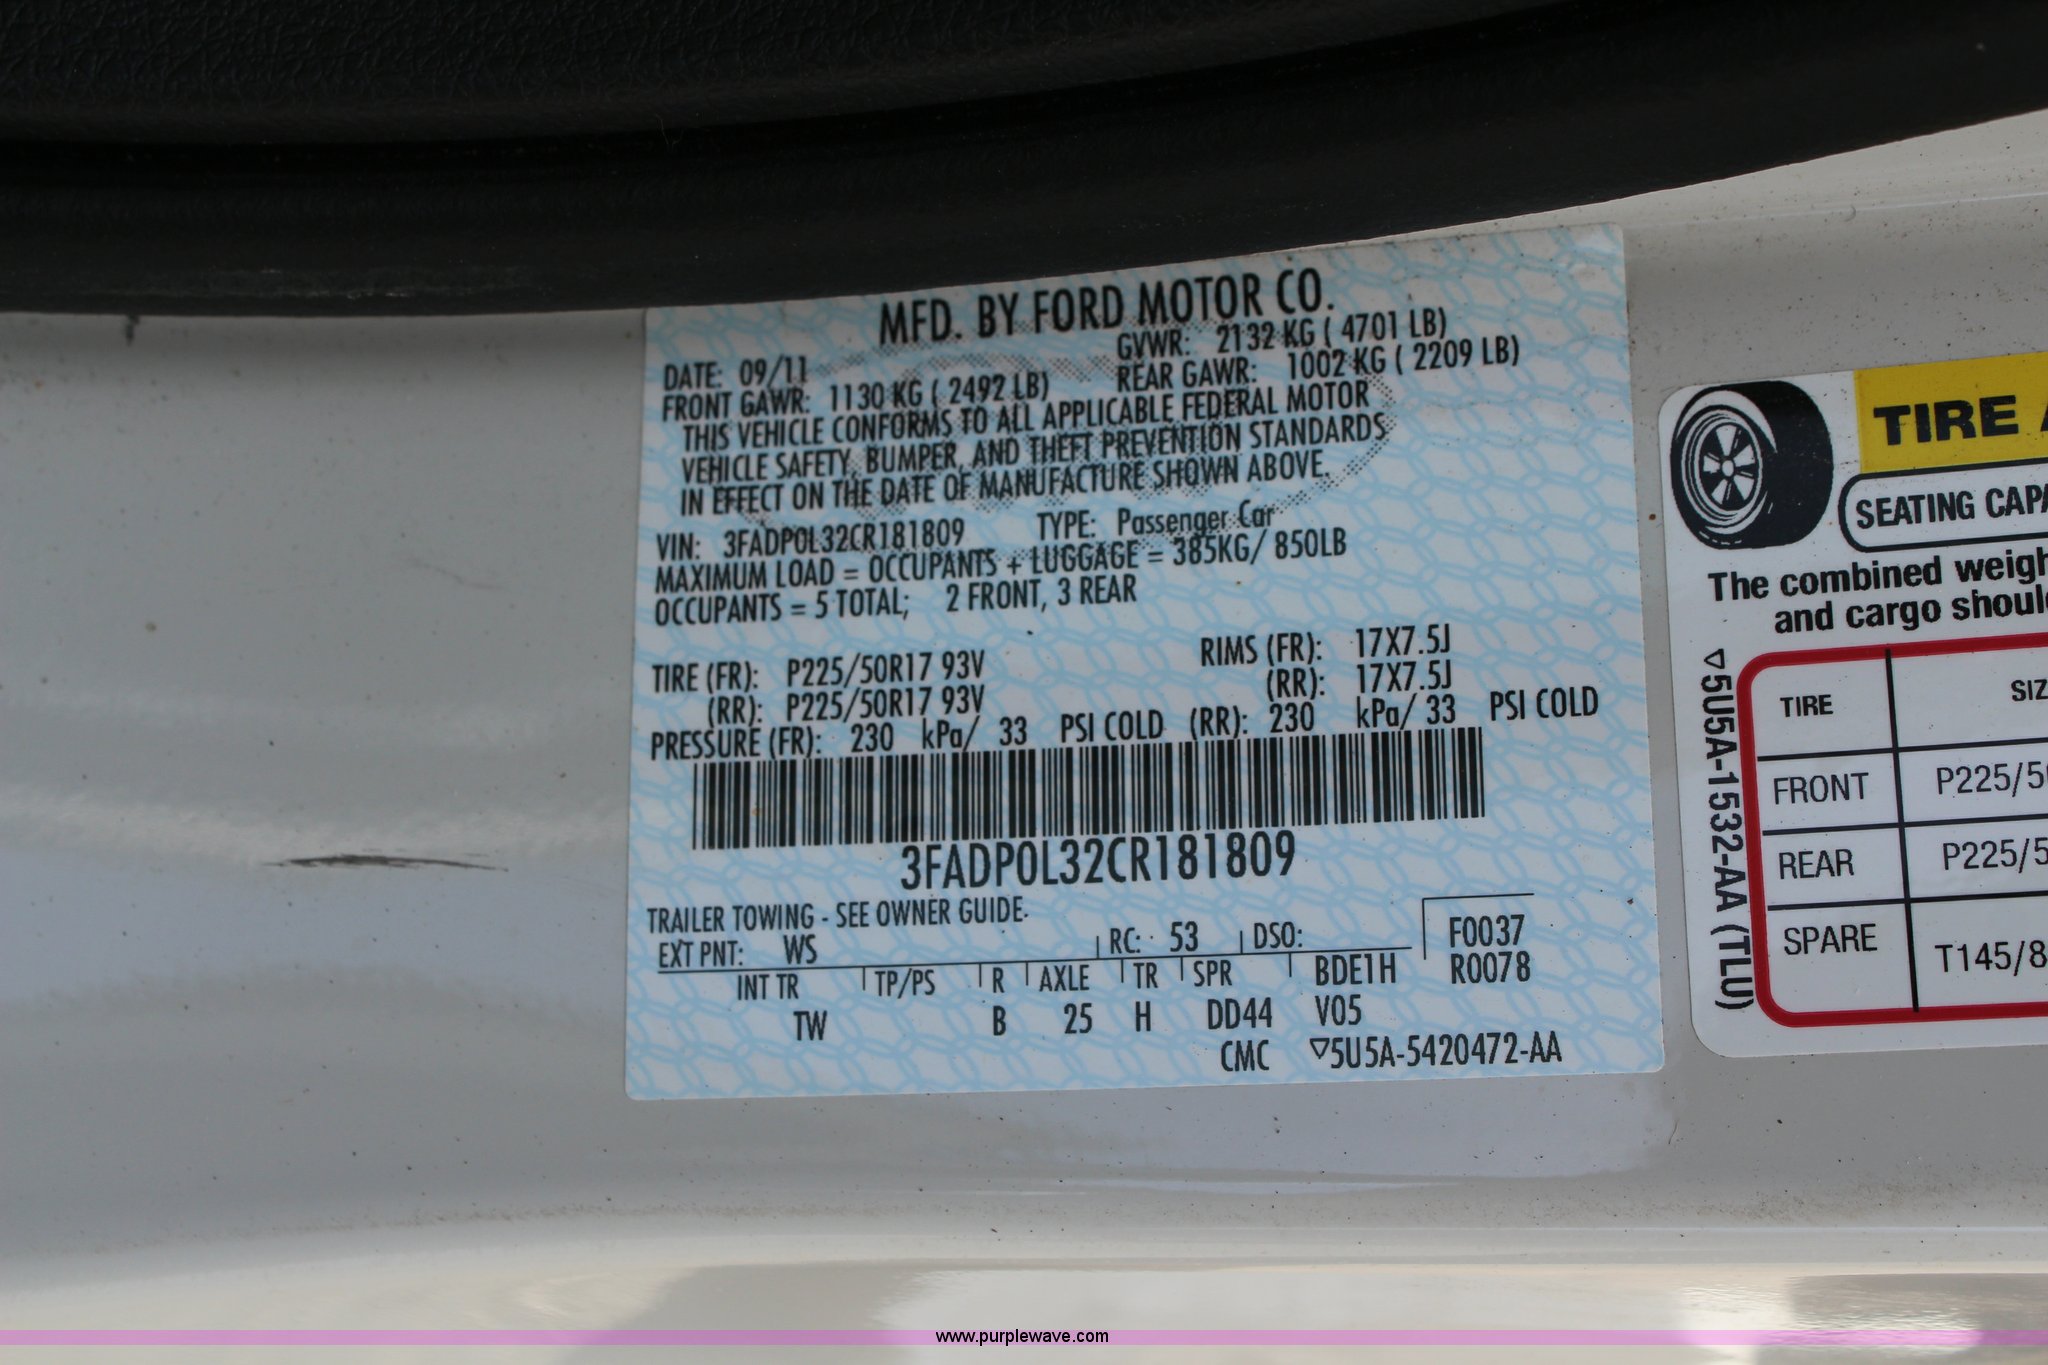 MFD. BY FORD MOTOR CO.
DATE: 09/11 GVWR: 2132 KG ( 4701 LB)
FRONT GAWR: 1130 KG ( 2492 LB) REAR GAWR: 1002 KG ( 2209 LB)
THIS VEHICLE CONFORMS TO ALL APPLICABLE FEDERAL MOTOR
VEHICLE SAFETY, BUMPER, AND THEFT PREVENTION STANDARDS
IN EFFECT ON THE DATE OF MANUFACTURE SHOWN ABOVE.
VIN: 3FADP0L32CR181809 TYPE: Passenger Car
MAXIMUM LOAD = OCCUPANTS + LUGGAGE = 385KG/ 850LB
OCCUPANTS = 5 TOTAL; 2 FRONT, 3 REAR
TIRE (FR): P225/50R17 93V RIMS (FR): 17X7.5J
(RR): P225/50R17 93V (RR): 17X7.5J
PRESSURE (FR): 230 kPa/ 33 PSI COLD (RR): 230 kPa/ 33 PSI COLD
3FADP0L32CR181809
TRAILER TOWING - SEE OWNER GUIDE.
EXT PNT: WS RC: 53 DSO: F0037
INT TR TP/PS R AXLE TR SPR BDE1H R0078
TW B 25 H DD44 V05
CMC ▽5U5A-5420472-AA
TIRE
SEATING CAPA
The combined weigh
and cargo shoul
▽5U5A-1532-AA (TLU)
TIRE SIZ
FRONT P225/50
REAR P225/5
SPARE T145/8
www.purplewave.com